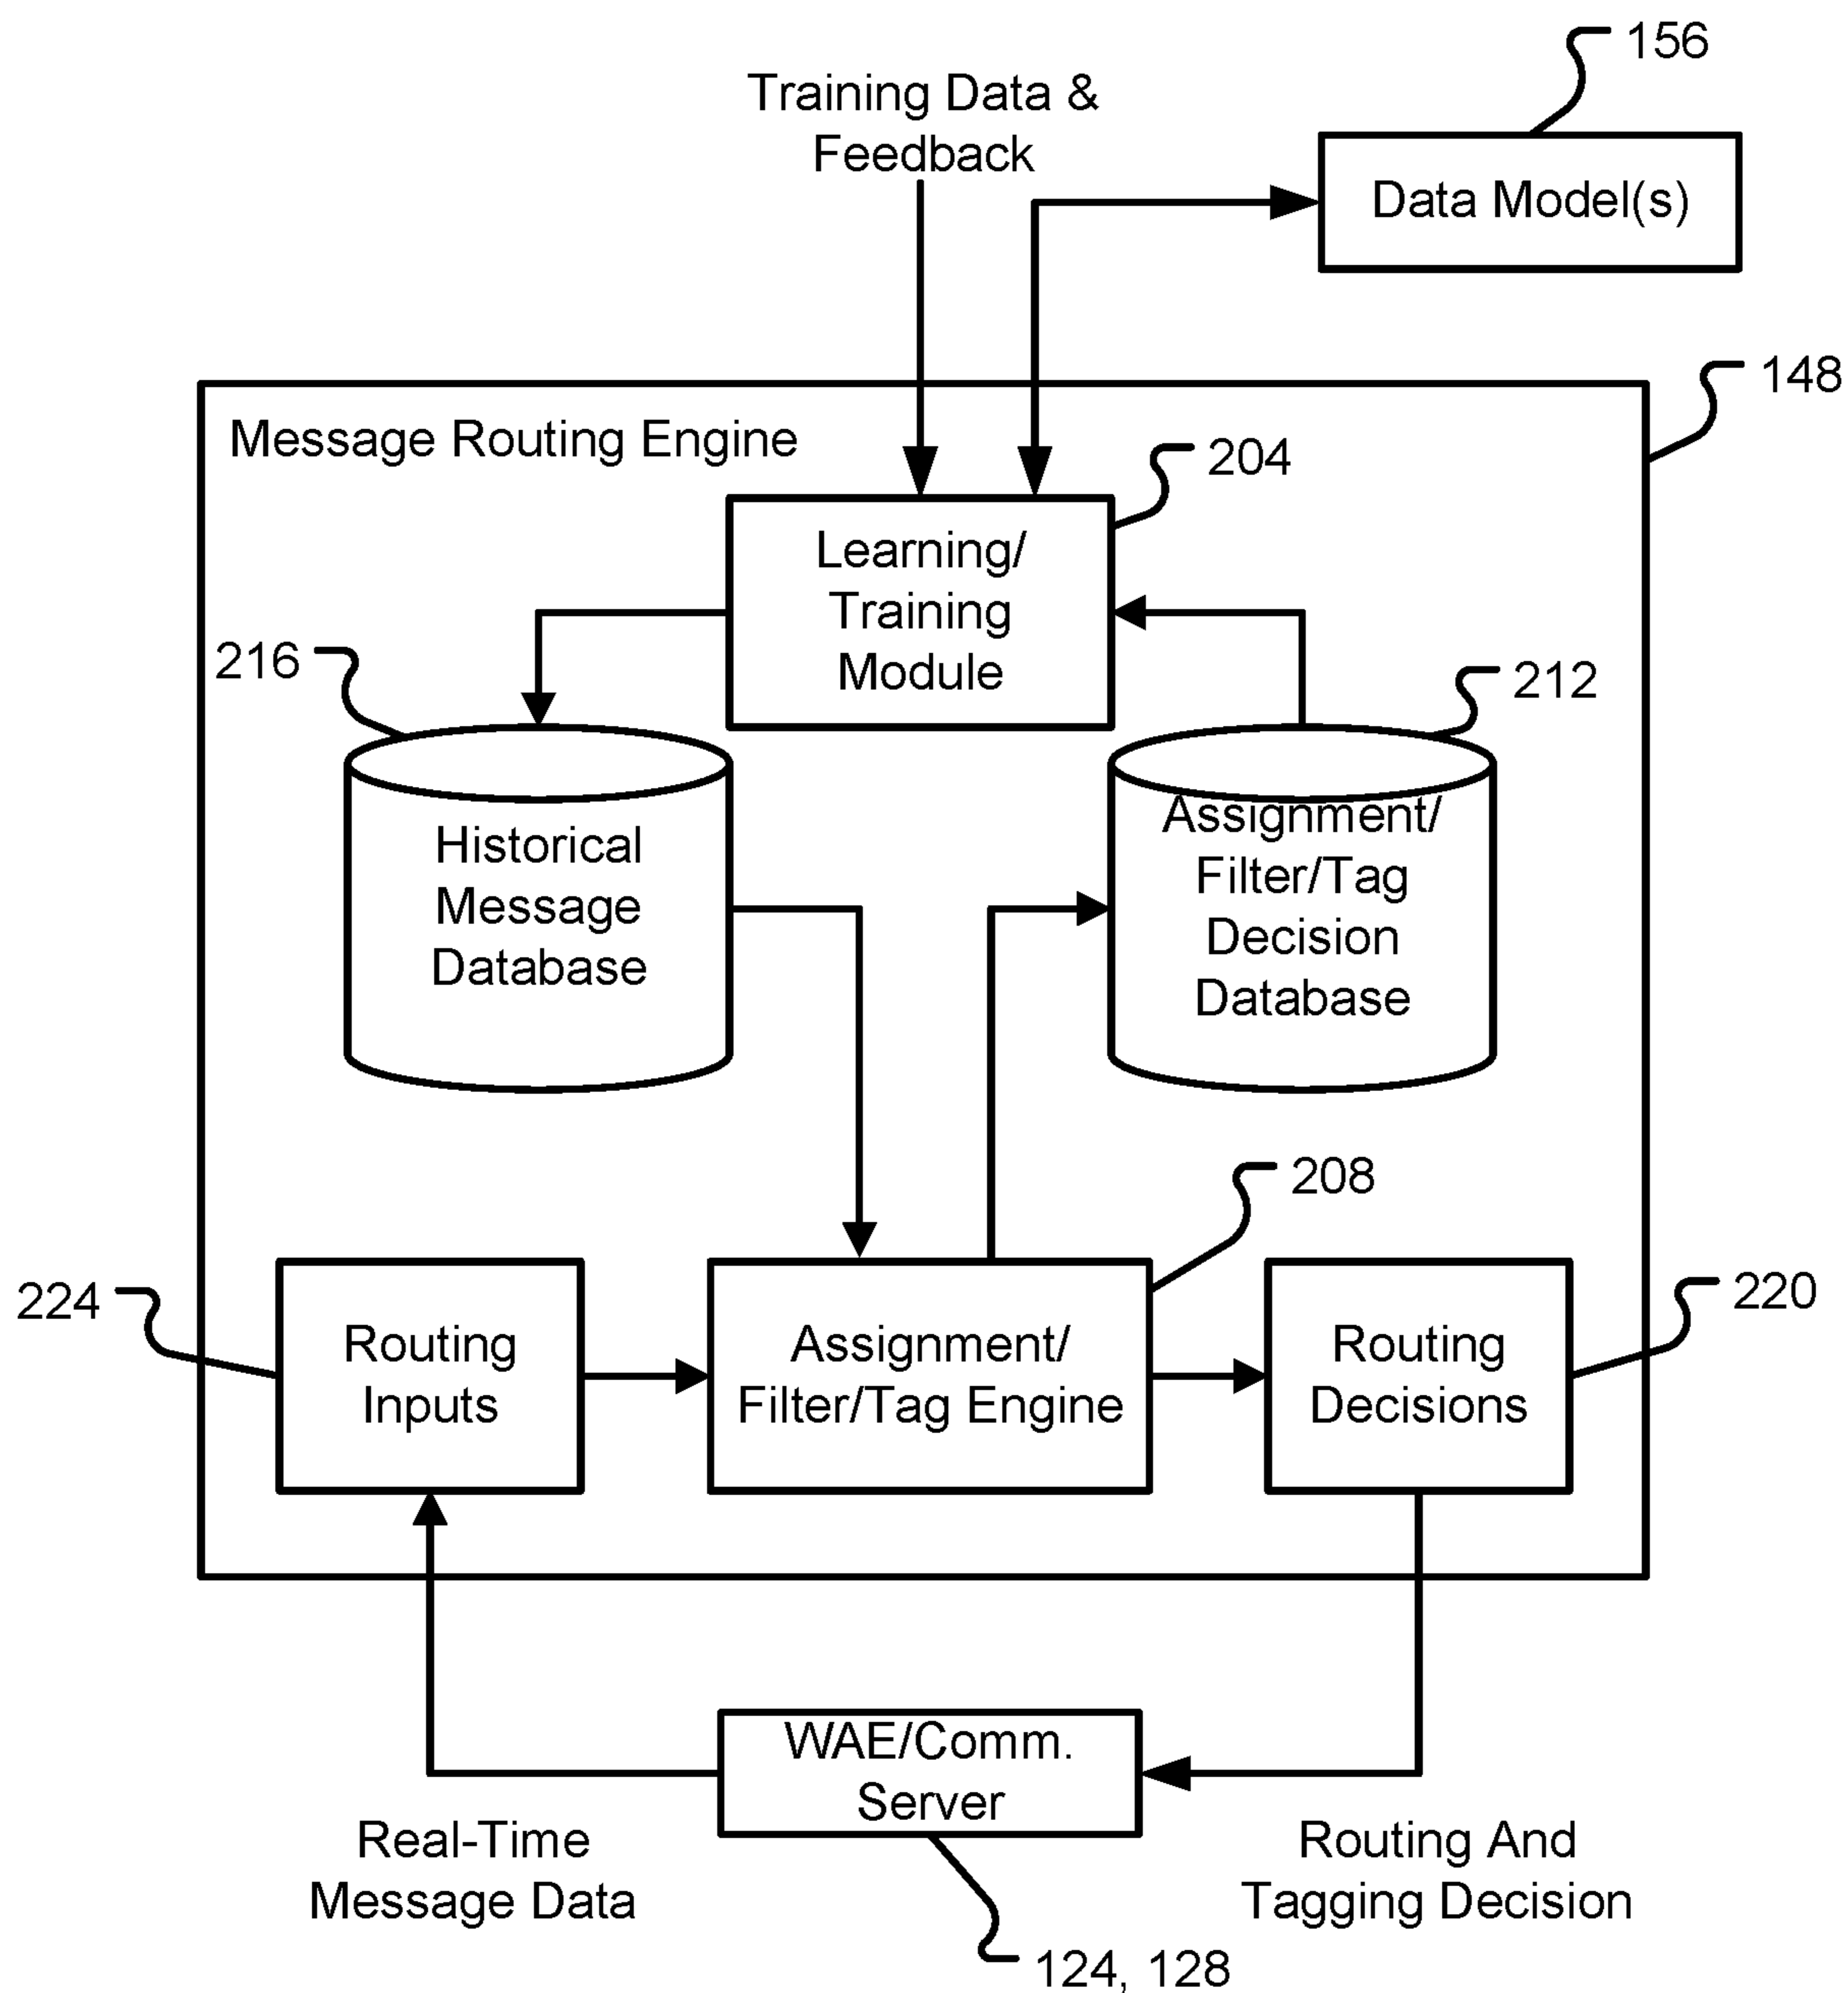 156
Training Data &
Feedback
Data Model(s)
148
Message Routing Engine
204
Learning/
Training
Module
216
212
Historical
Message
Database
Assignment/
Filter/Tag
Decision
Database
208
224
220
Routing
Inputs
Assignment/
Filter/Tag Engine
Routing
Decisions
WAE/Comm.
Server
Real-Time
Message Data
Routing And
Tagging Decision
124, 128